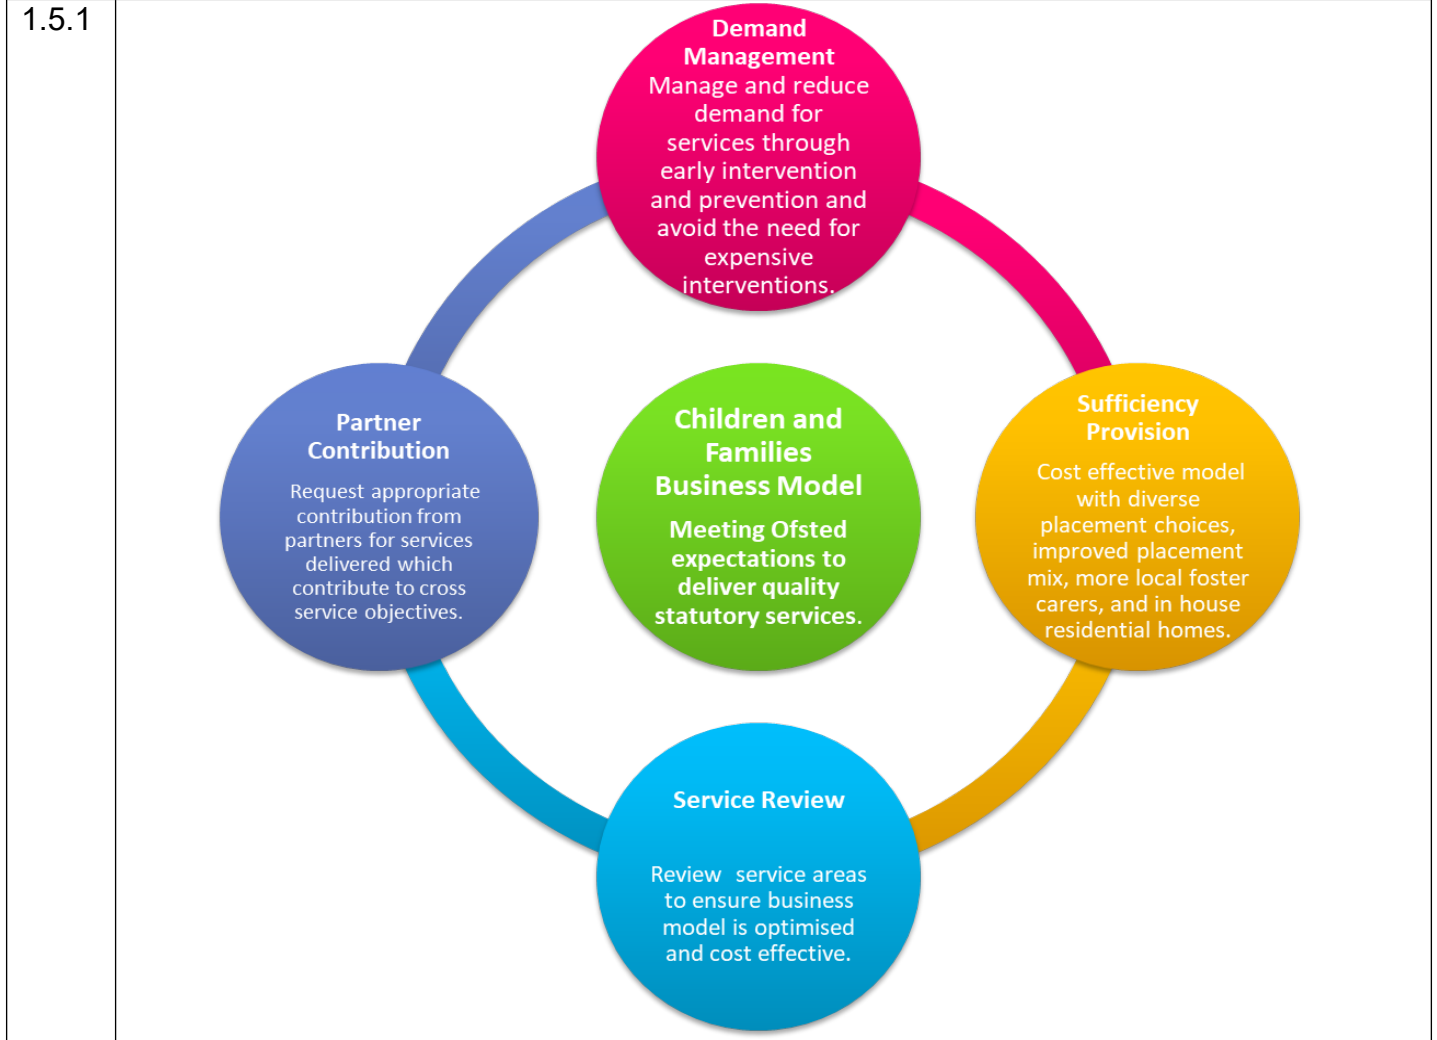 1.5.1
Demand
Management
Manage and reduce
demand for
services through
early intervention
and prevention and
avoid the need for
expensive
interventions.
Partner
Contribution
Request appropriate
contribution from
partners for services
delivered which
contribute to cross
service objectives.
Children and
Families
Business Model
Meeting Ofsted
expectations to
deliver quality
statutory services.
Sufficiency
Provision
Cost effective model
with diverse
placement choices,
improved placement
mix, more local foster
carers, and in house
residential homes.
Service Review
Review service areas
to ensure business
model is optimised
and cost effective.